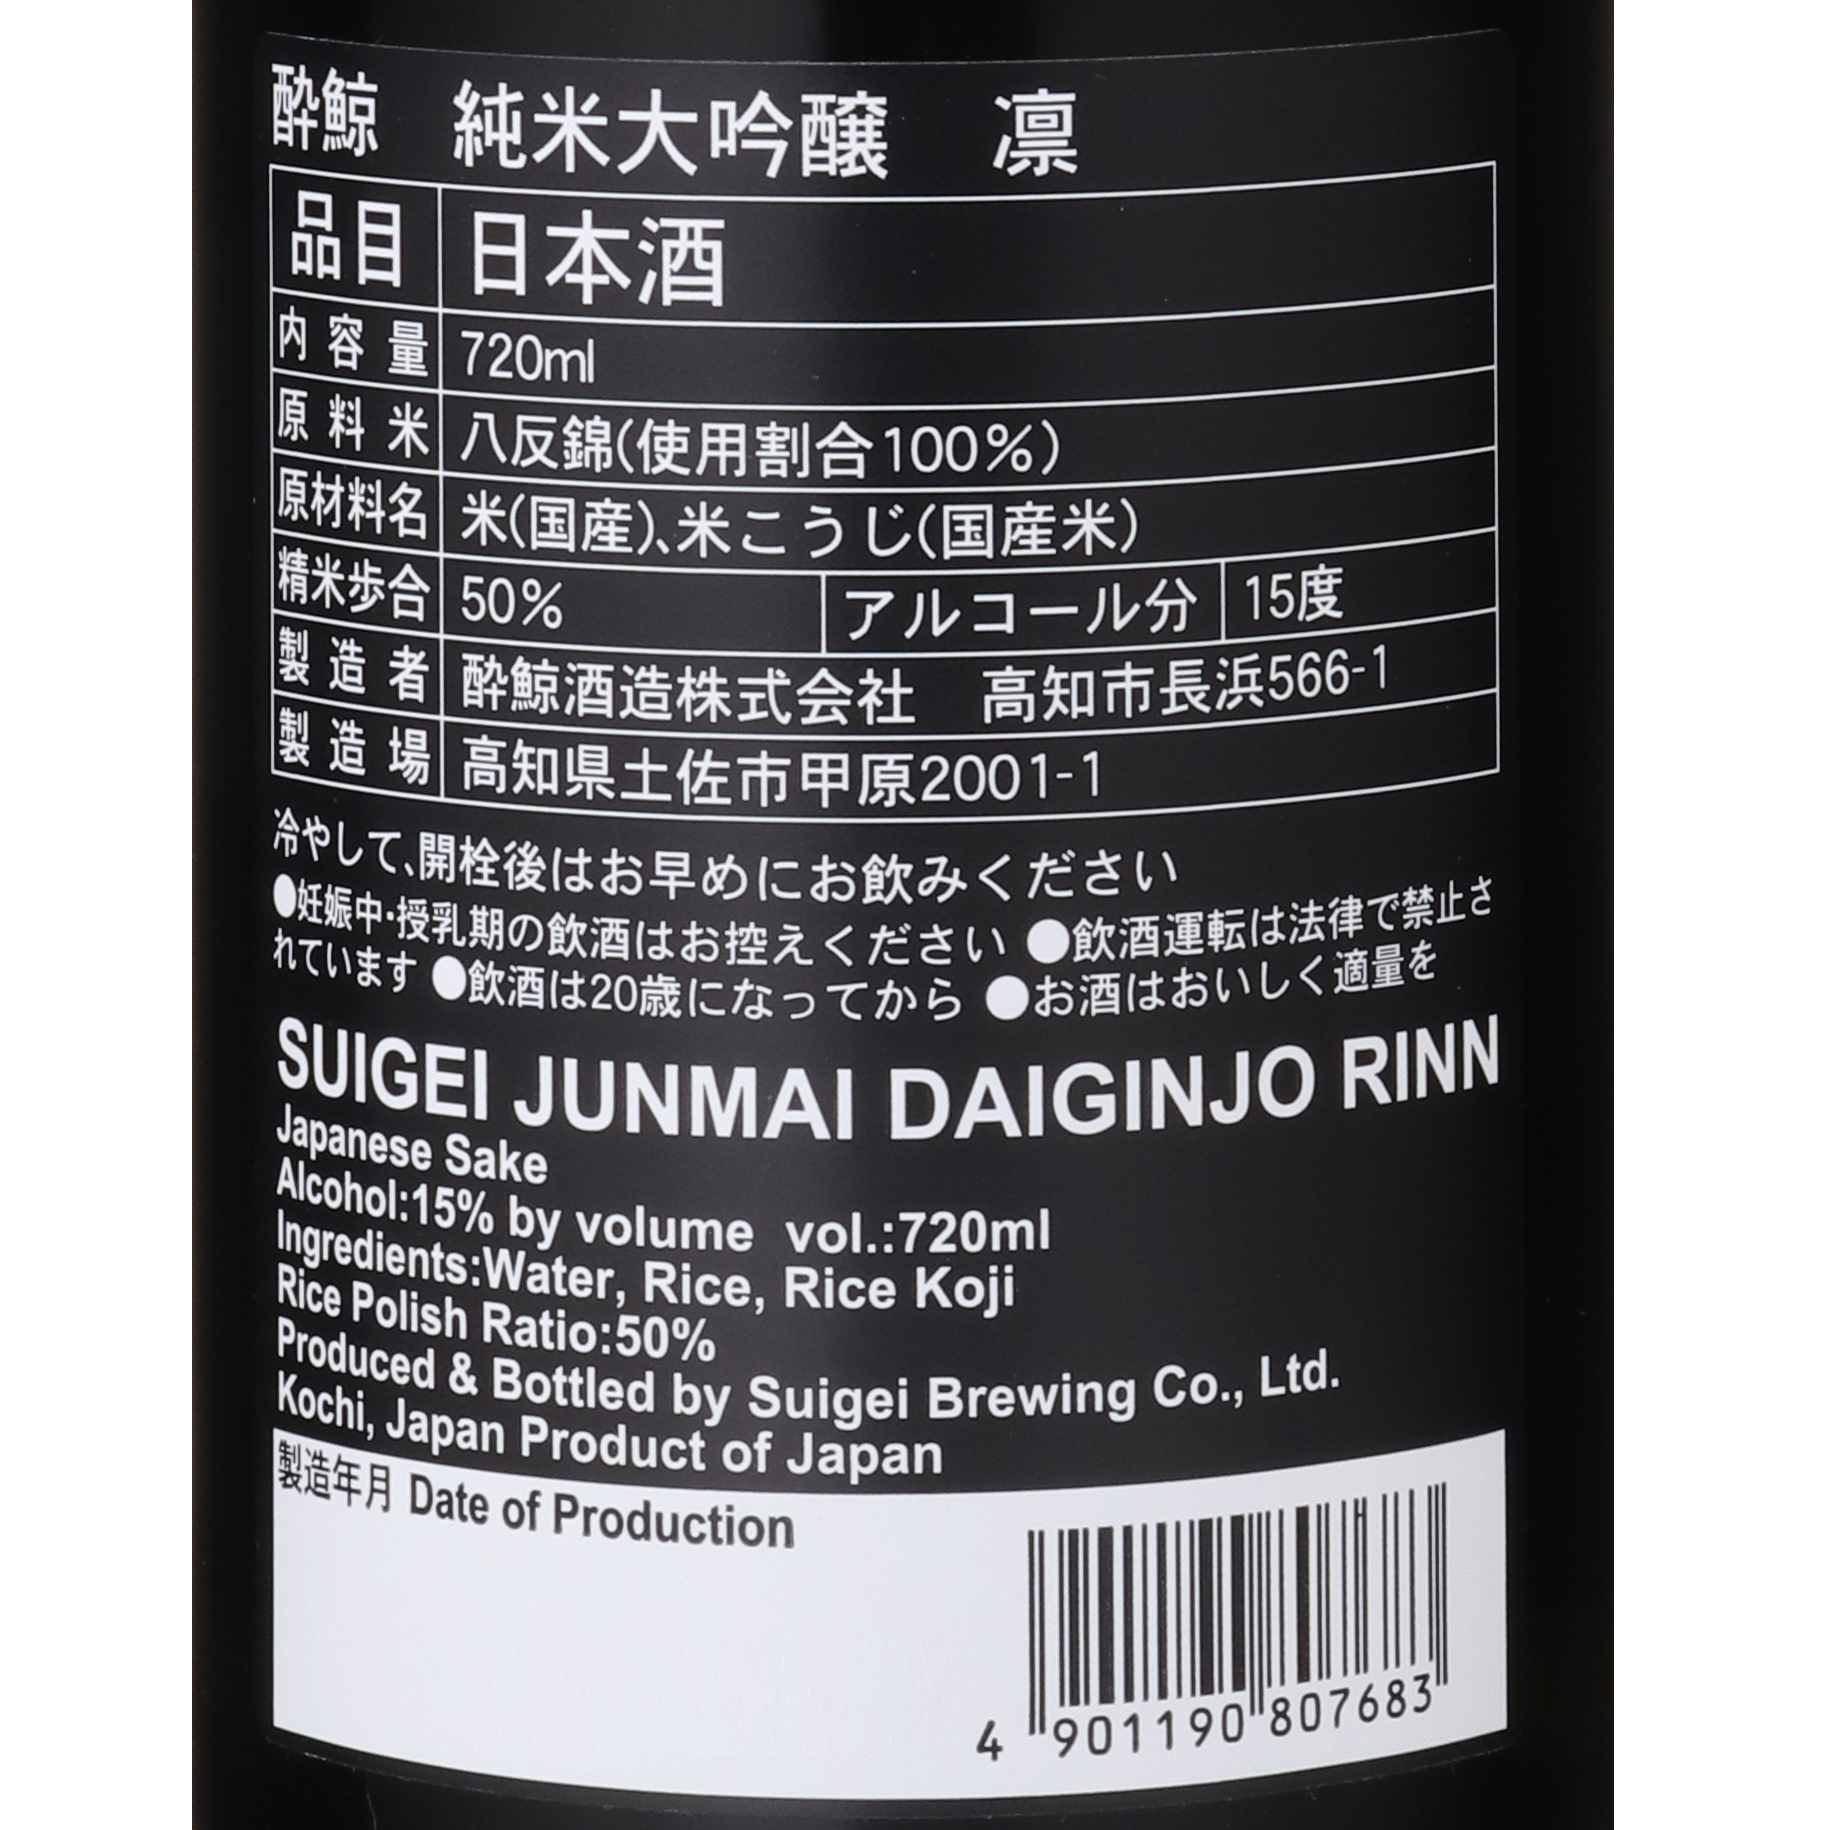 酔鯨 純米大吟醸 凛
品目 日本酒
内容量 720ml
原料米 八反錦(使用割合100%)
原材料名 米(国産)、米こうじ(国産米)
精米歩合 50% アルコール分 15度
製造者 酔鯨酒造株式会社 高知市長浜566-1
製造場 高知県土佐市甲原2001-1
冷やして、開栓後はお早めにお飲みください
●妊娠中・授乳期の飲酒はお控えください ●飲酒運転は法律で禁止さ
れています ●飲酒は20歳になってから ●お酒はおいしく適量を
SUIGEI JUNMAI DAIGINJO RINN
Japanese Sake
Alcohol:15% by volume vol.:720ml
Ingredients:Water, Rice, Rice Koji
Rice Polish Ratio:50%
Produced & Bottled by Suigei Brewing Co., Ltd.
Kochi, Japan Product of Japan
製造年月 Date of Production
4 901190 807683